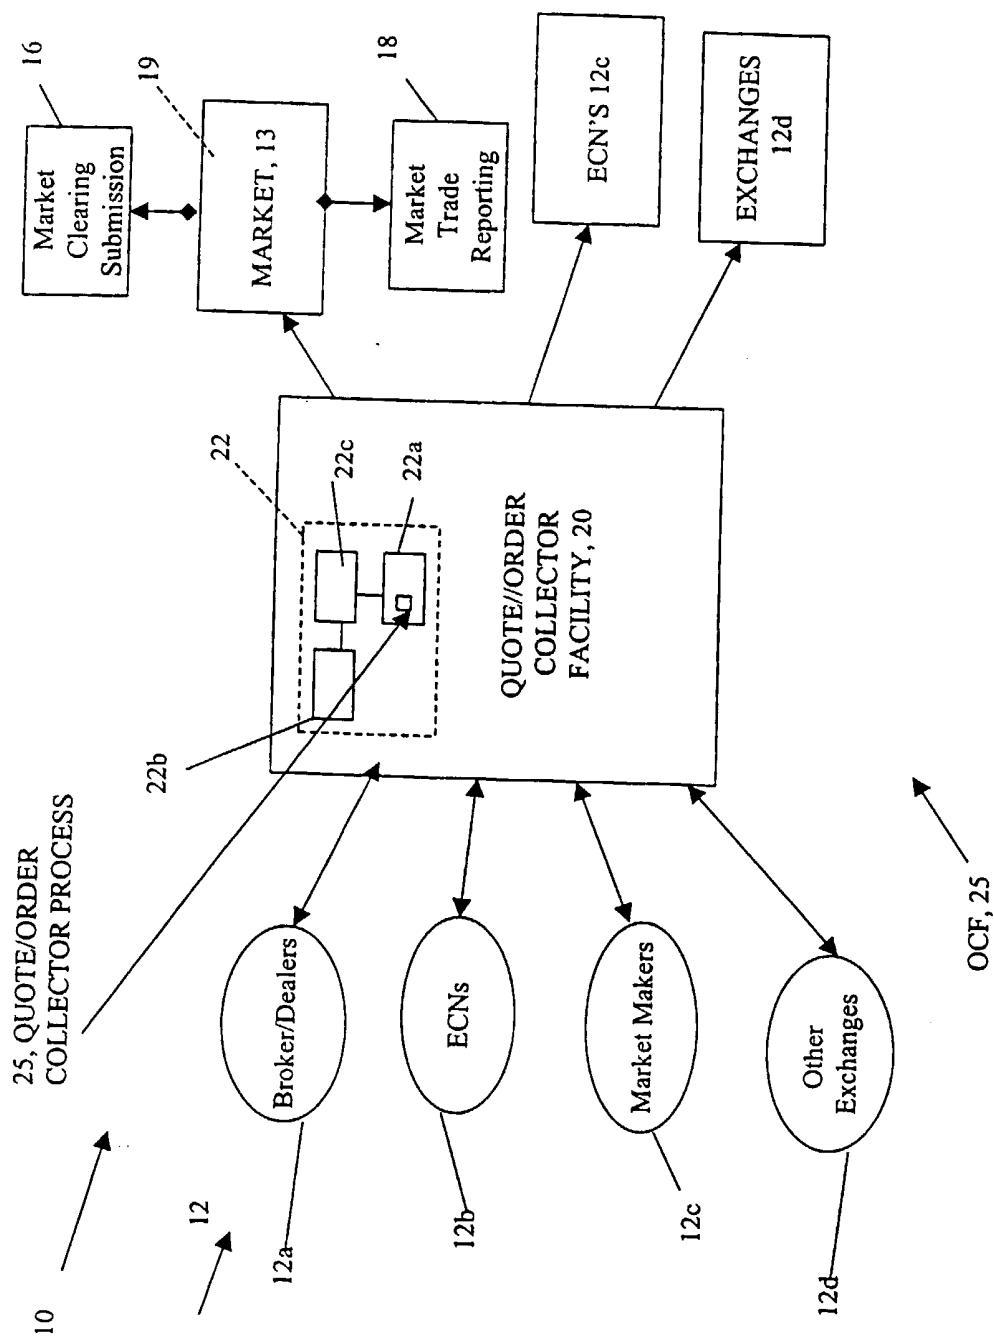 10
25, QUOTE/ORDER
COLLECTOR PROCESS
12
12a
Broker/Dealers
12b
ECNs
12c
Market Makers
12d
Other
Exchanges
22b
22
22c
22a
QUOTE//ORDER
COLLECTOR
FACILITY, 20
16
Market
Clearing
Submission
19
MARKET, 13
18
Market
Trade
Reporting
ECN'S 12c
EXCHANGES
12d
OCF, 25